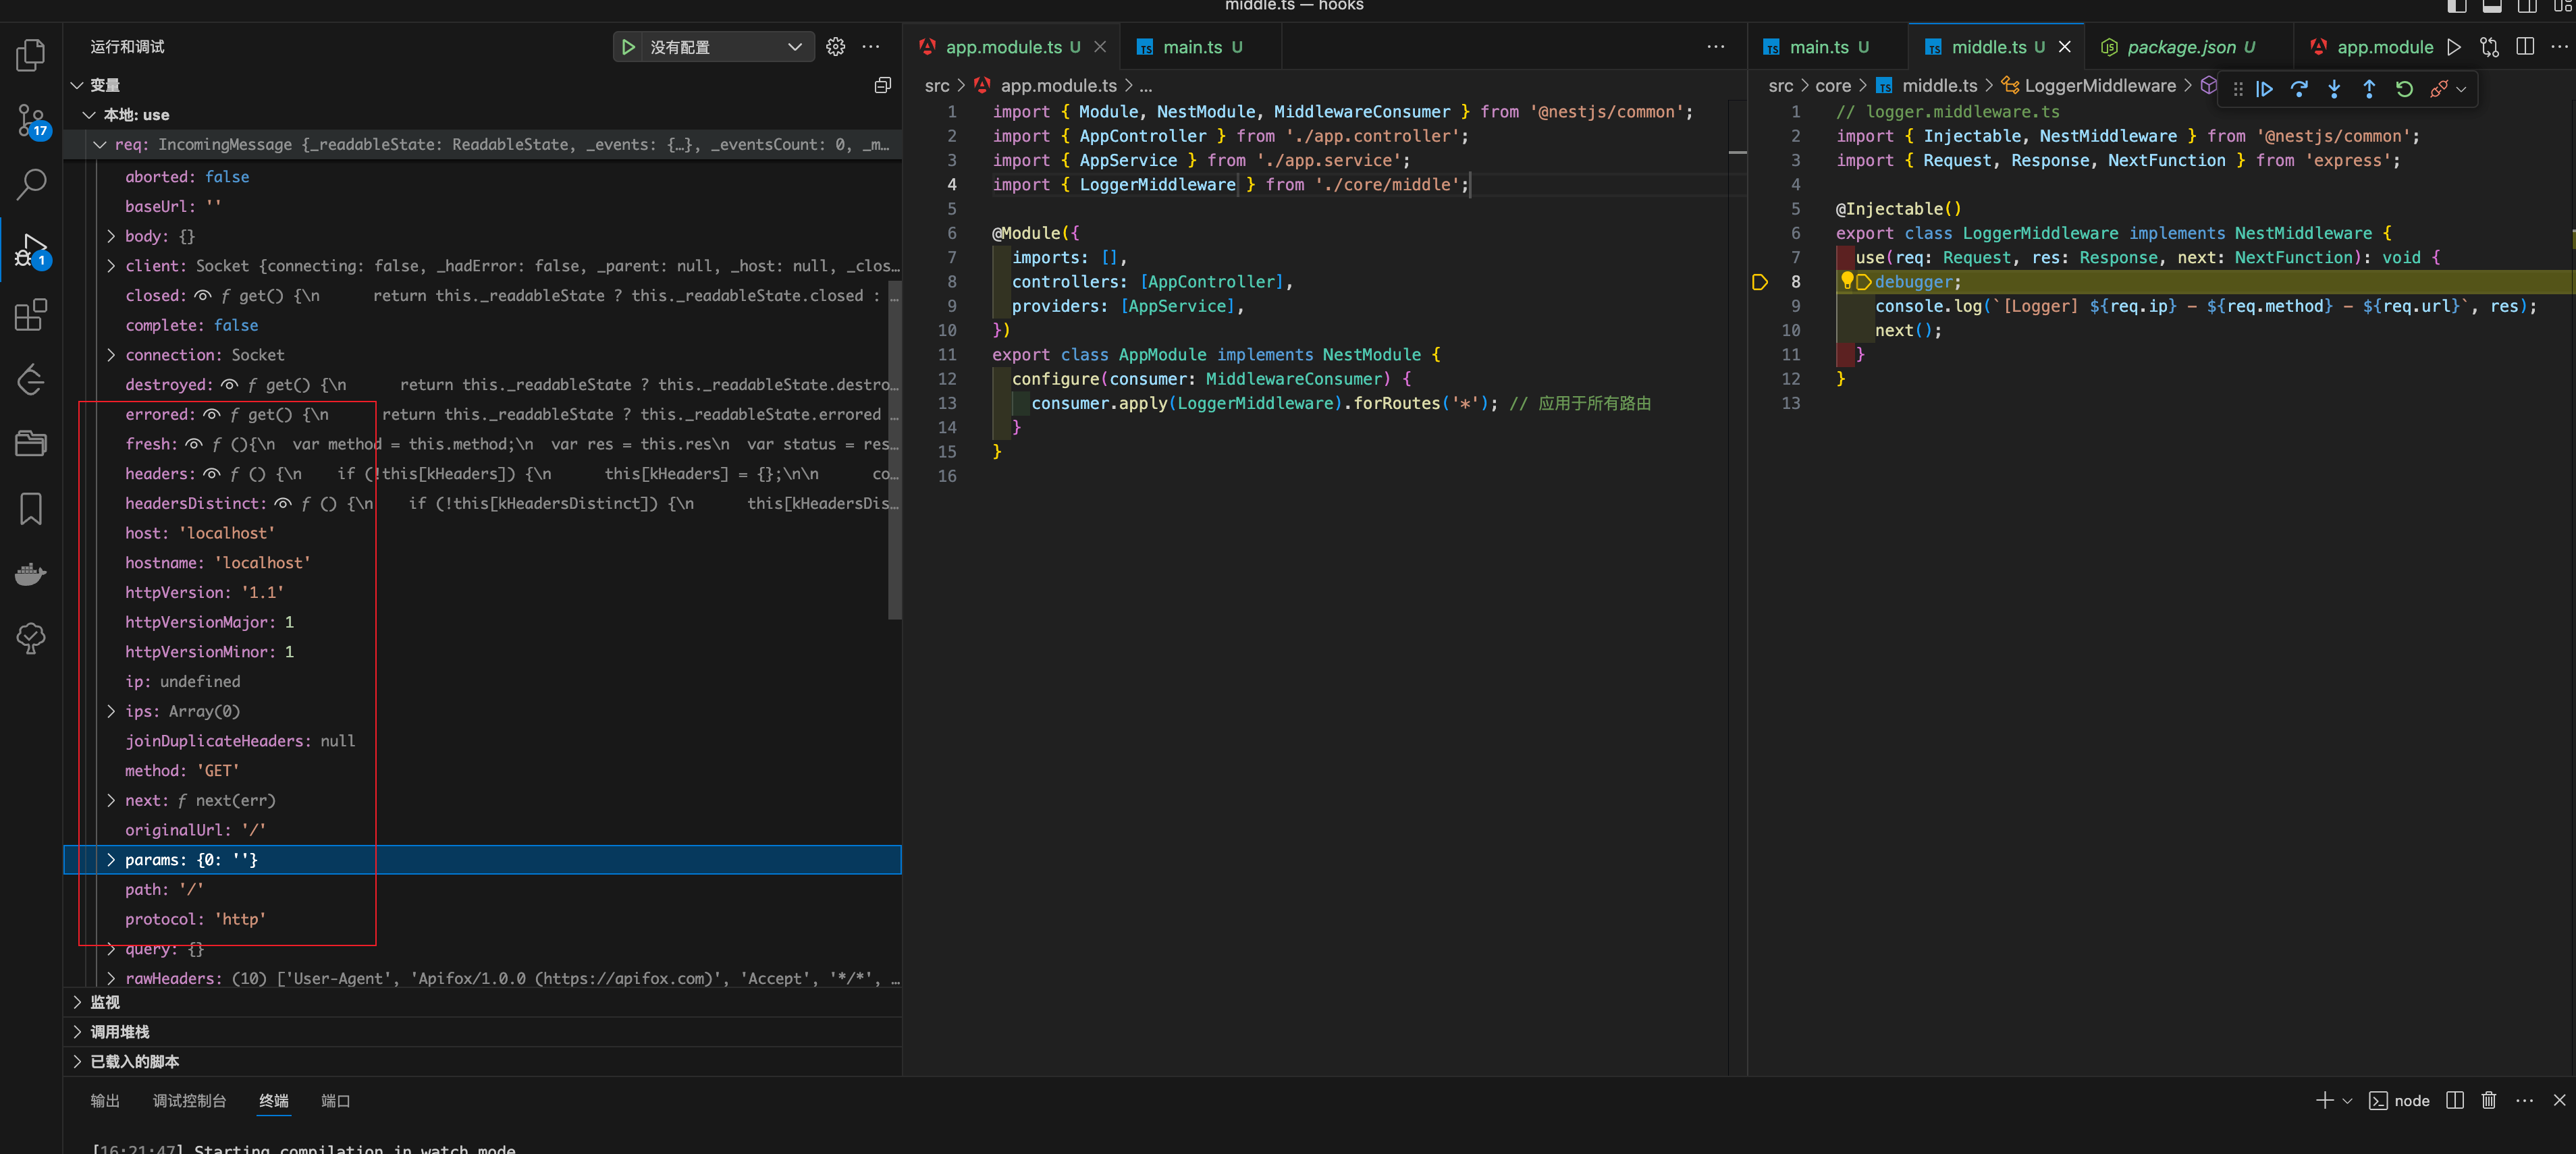 middle.ts — hooks
运行和调试
没有配置
app.module.ts U
main.ts U
main.ts U
middle.ts U
package.json U
app.module
17
1
变量
本地: use
req: IncomingMessage {_readableState: ReadableState, _events: {…}, _eventsCount: 0, _m…
aborted: false
baseUrl: ''
body: {}
client: Socket {connecting: false, _hadError: false, _parent: null, _host: null, _clos…
closed: ƒ get() {\n      return this._readableState ? this._readableState.closed : …
complete: false
connection: Socket
destroyed: ƒ get() {\n      return this._readableState ? this._readableState.destro…
errored: ƒ get() {\n      return this._readableState ? this._readableState.errored …
fresh: ƒ (){\n  var method = this.method;\n  var res = this.res\n  var status = res…
headers: ƒ () {\n    if (!this[kHeaders]) {\n      this[kHeaders] = {};\n\n      co…
headersDistinct: ƒ () {\n    if (!this[kHeadersDistinct]) {\n      this[kHeadersDis…
host: 'localhost'
hostname: 'localhost'
httpVersion: '1.1'
httpVersionMajor: 1
httpVersionMinor: 1
ip: undefined
ips: Array(0)
joinDuplicateHeaders: null
method: 'GET'
next: ƒ next(err)
originalUrl: '/'
params: {0: ''}
path: '/'
protocol: 'http'
query: {}
rawHeaders: (10) ['User-Agent', 'Apifox/1.0.0 (https://apifox.com)', 'Accept', '*/*', …
监视
调用堆栈
已载入的脚本
src > app.module.ts > ...
1 import { Module, NestModule, MiddlewareConsumer } from '@nestjs/common';
2 import { AppController } from './app.controller';
3 import { AppService } from './app.service';
4 import { LoggerMiddleware } from './core/middle';
5
6 @Module({
7   imports: [],
8   controllers: [AppController],
9   providers: [AppService],
10 })
11 export class AppModule implements NestModule {
12   configure(consumer: MiddlewareConsumer) {
13     consumer.apply(LoggerMiddleware).forRoutes('*'); // 应用于所有路由
14   }
15 }
16
src > core > middle.ts > LoggerMiddleware >
1 // logger.middleware.ts
2 import { Injectable, NestMiddleware } from '@nestjs/common';
3 import { Request, Response, NextFunction } from 'express';
4
5 @Injectable()
6 export class LoggerMiddleware implements NestMiddleware {
7   use(req: Request, res: Response, next: NextFunction): void {
8     debugger;
9     console.log(`[Logger] ${req.ip} - ${req.method} - ${req.url}`, res);
10     next();
11   }
12 }
13
输出 调试控制台 终端 端口
node
[16:21:47] Starting compilation in watch mode